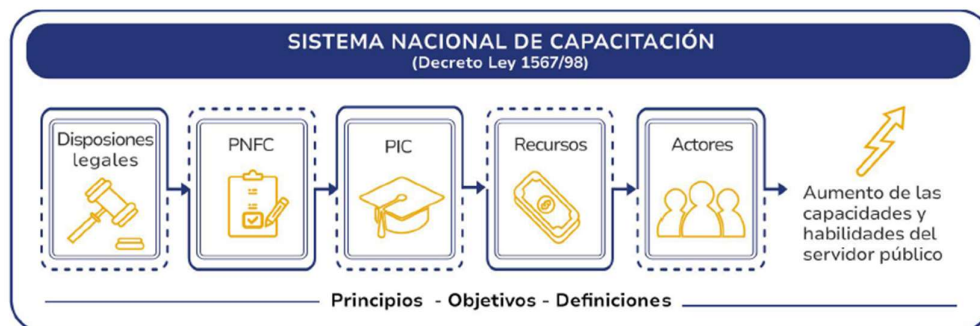 SISTEMA NACIONAL DE CAPACITACIÓN
(Decreto Ley 1567/98)
Disposiones
legales
PNFC
PIC
Recursos
Actores
Aumento de las
capacidades y
habilidades del
servidor público
Principios - Objetivos - Definiciones